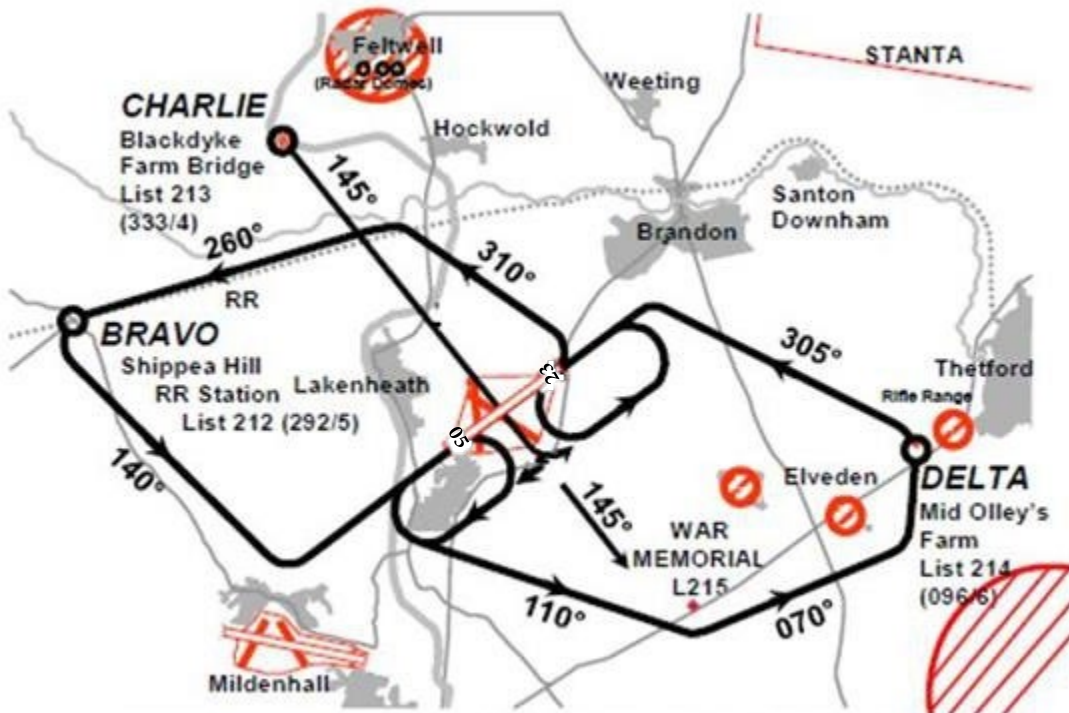 Feltwell
(Radar Domes)
STANTA
Weeting
CHARLIE
Blackdyke
Farm Bridge
List 213
(333/4)
Hockwold
145°
Santon
Downham
Brandon
260°
310°
RR
BRAVO
Shippea Hill
RR Station
List 212 (292/5)
Lakenheath
305°
Thetford
Rifle Range
23
05
140°
145°
Elveden
DELTA
Mid Olley's
Farm
List 214
(096/6)
WAR
MEMORIAL
L215
110°
070°
Mildenhall